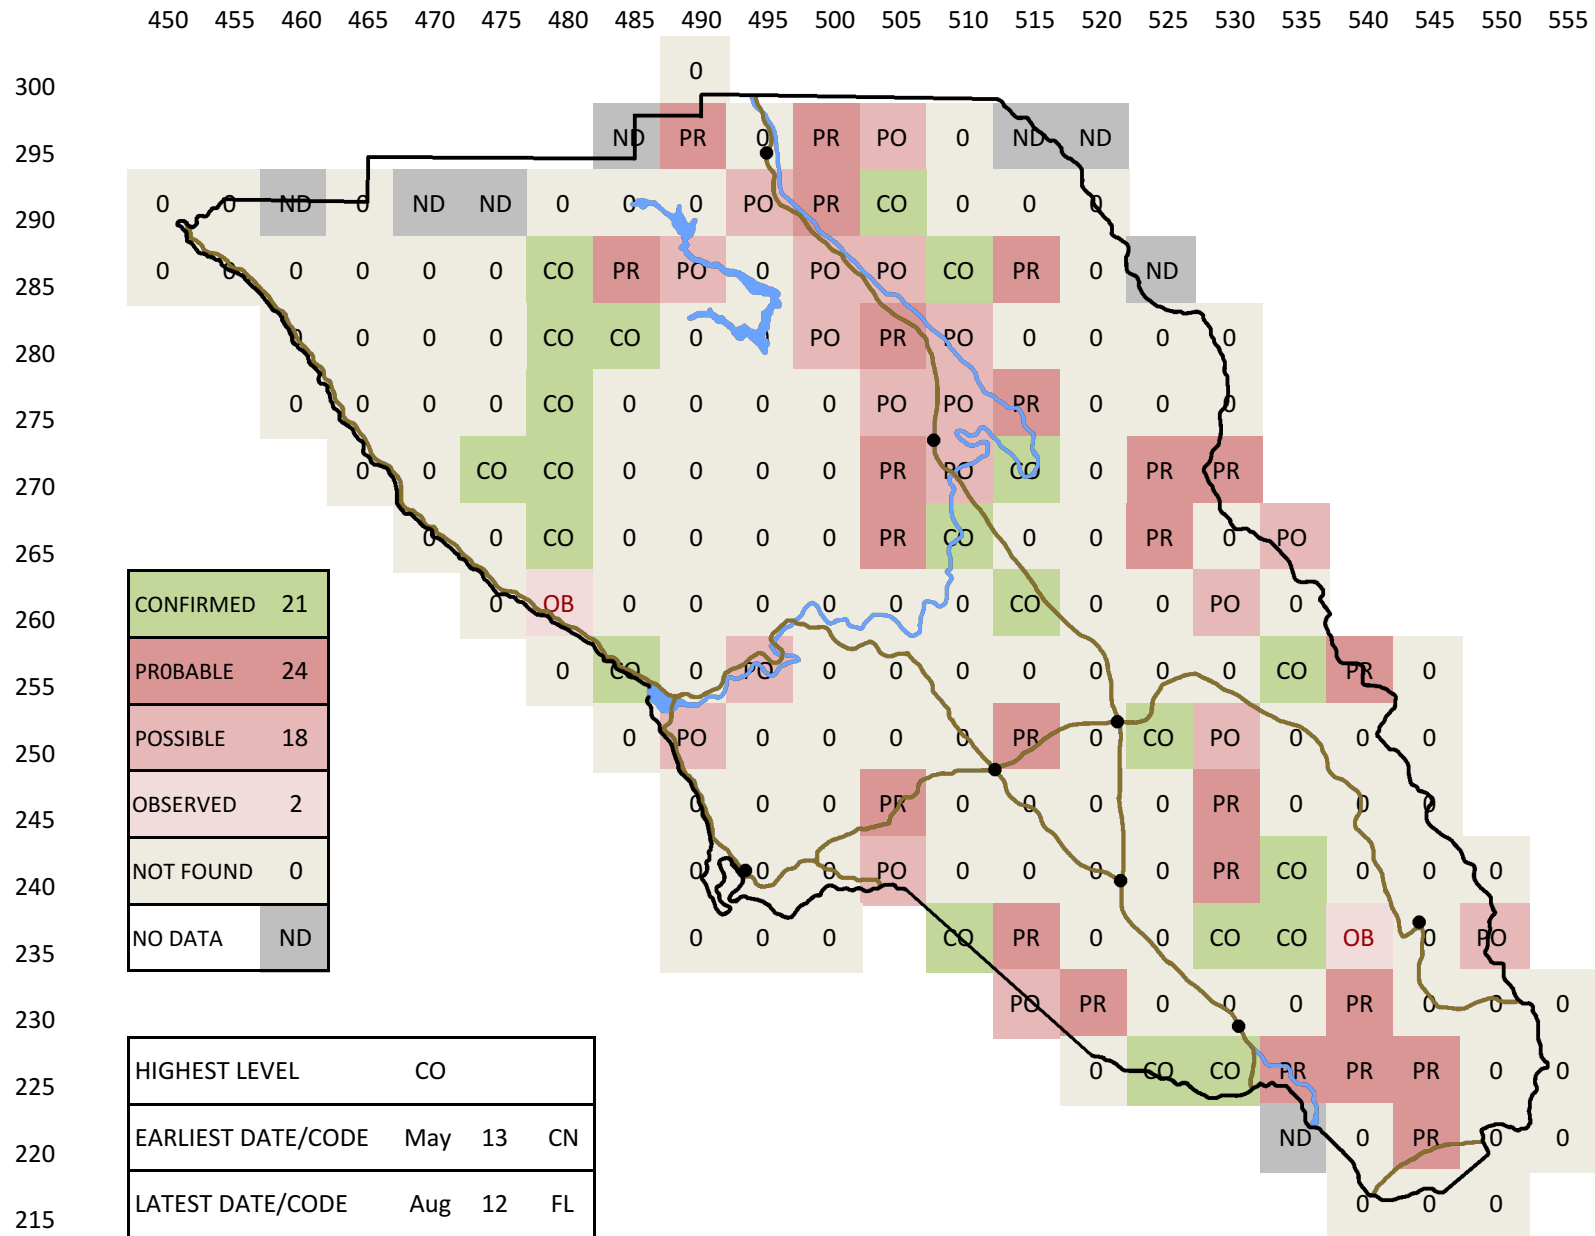 450 455 460 465 470 475 480 485 490 495 500 505 510 515 520 525 530 535 540 545 550 555
300 0
295 ND PR 0 PR PO 0 ND ND
290 0 0 ND 0 ND ND 0 0 0 PO PR CO 0 0 0
285 0 0 0 0 0 0 CO PR PO 0 PO PO CO PR 0 ND
280 0 0 0 0 CO CO 0 0 PO PR PO 0 0 0 0
275 0 0 0 0 CO 0 0 0 0 PO PO PR 0 0 0
270 0 0 CO CO 0 0 0 0 PR PO CO 0 PR PR
265 0 0 CO 0 0 0 0 PR CO 0 0 PR 0 PO
260 0 OB 0 0 0 0 0 0 CO 0 0 PO 0
255 0 CO 0 PO 0 0 0 0 0 0 0 CO PR 0
250 0 PO 0 0 0 0 PR 0 CO PO 0 0 0
245 0 0 0 PR 0 0 0 0 PR 0 0 0
240 0 0 0 PO 0 0 0 0 PR CO 0 0 0
235 0 0 0 CO PR 0 0 CO CO OB 0 PO
230 PO PR 0 0 0 PR 0 0 0
225 0 CO CO PR PR PR 0 0
220 ND 0 PR 0 0
215 0 0 0
CONFIRMED 21
PR0BABLE 24
POSSIBLE 18
OBSERVED 2
NOT FOUND 0
NO DATA ND
HIGHEST LEVEL CO
EARLIEST DATE/CODE May 13 CN
LATEST DATE/CODE Aug 12 FL